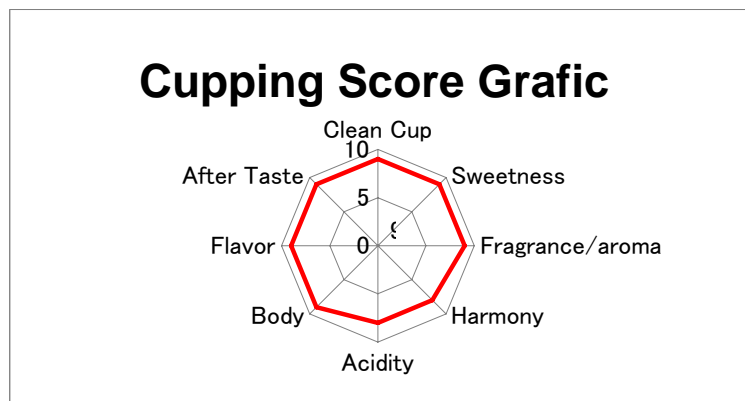 Cupping Score Grafic
Clean Cup
10
After Taste
Sweetness
5
Flavor
0
Fragrance/aroma
Body
Harmony
Acidity